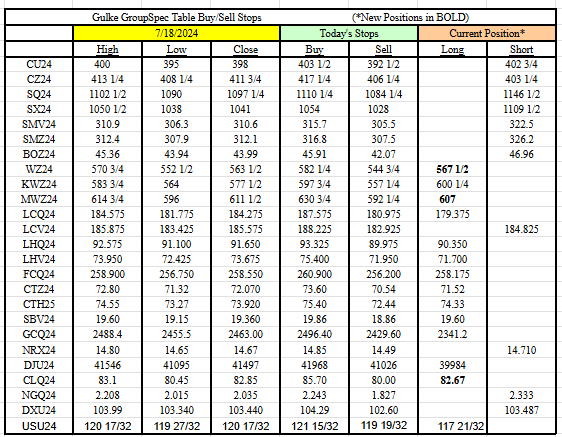 Gulke GroupSpec Table Buy/Sell Stops (*New Positions in BOLD)
7/18/2024 Today's Stops Current Position*
High Low Close Buy Sell Long Short
CU24 400 395 398 403 1/2 392 1/2 402 3/4
CZ24 413 1/4 408 1/4 411 3/4 417 1/4 406 1/4 403 1/4
SQ24 1102 1/2 1090 1097 1/4 1110 1/4 1084 1/4 1146 1/2
SX24 1050 1/2 1038 1041 1054 1028 1109 1/2
SMV24 310.9 306.3 310.6 315.7 305.5 322.5
SMZ24 312.4 307.9 312.1 316.8 307.5 326.2
BOZ24 45.36 43.94 43.99 45.91 42.07 46.96
WZ24 570 3/4 552 1/2 563 1/2 582 1/4 544 3/4 567 1/2
KWZ24 583 3/4 564 577 1/2 597 3/4 557 1/4 600 1/4
MWZ24 614 3/4 596 611 1/2 630 3/4 592 1/4 607
LCQ24 184.575 181.775 184.275 187.575 180.975 179.375
LCV24 185.875 183.425 185.575 188.225 182.925 184.825
LHQ24 92.575 91.100 91.650 93.325 89.975 90.350
LHV24 73.950 72.425 73.675 75.400 71.950 71.700
FCQ24 258.900 256.750 258.550 260.900 256.200 258.175
CTZ24 72.80 71.32 72.070 73.60 70.54 71.52
CTH25 74.55 73.27 73.920 75.40 72.44 74.33
SBV24 19.60 19.15 19.360 19.86 18.86 19.60
GCQ24 2488.4 2455.5 2463.00 2496.40 2429.60 2341.2
NRX24 14.80 14.65 14.67 14.85 14.49 14.710
DJU24 41546 41095 41497 41968 41026 39984
CLQ24 83.1 80.45 82.85 85.70 80.00 82.67
NGQ24 2.208 2.015 2.035 2.243 1.827 2.333
DXU24 103.99 103.340 103.440 104.29 102.60 103.487
USU24 120 17/32 119 27/32 120 17/32 121 15/32 119 19/32 117 21/32